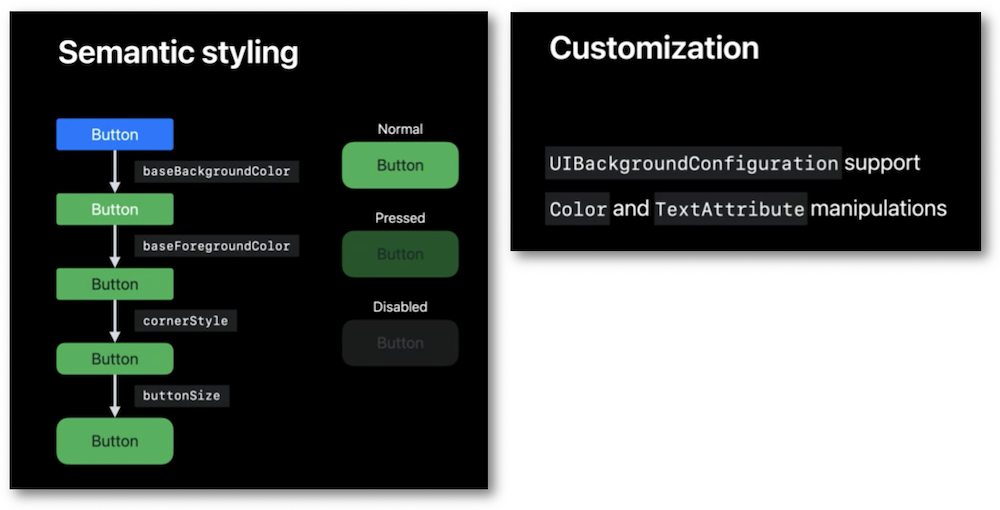 Semantic styling
Button
baseBackgroundColor
Button
baseForegroundColor
Button
cornerStyle
Button
buttonSize
Button
Normal
Button
Pressed
Button
Disabled
Button
Customization
UIBackgroundConfiguration support
Color and TextAttribute manipulations